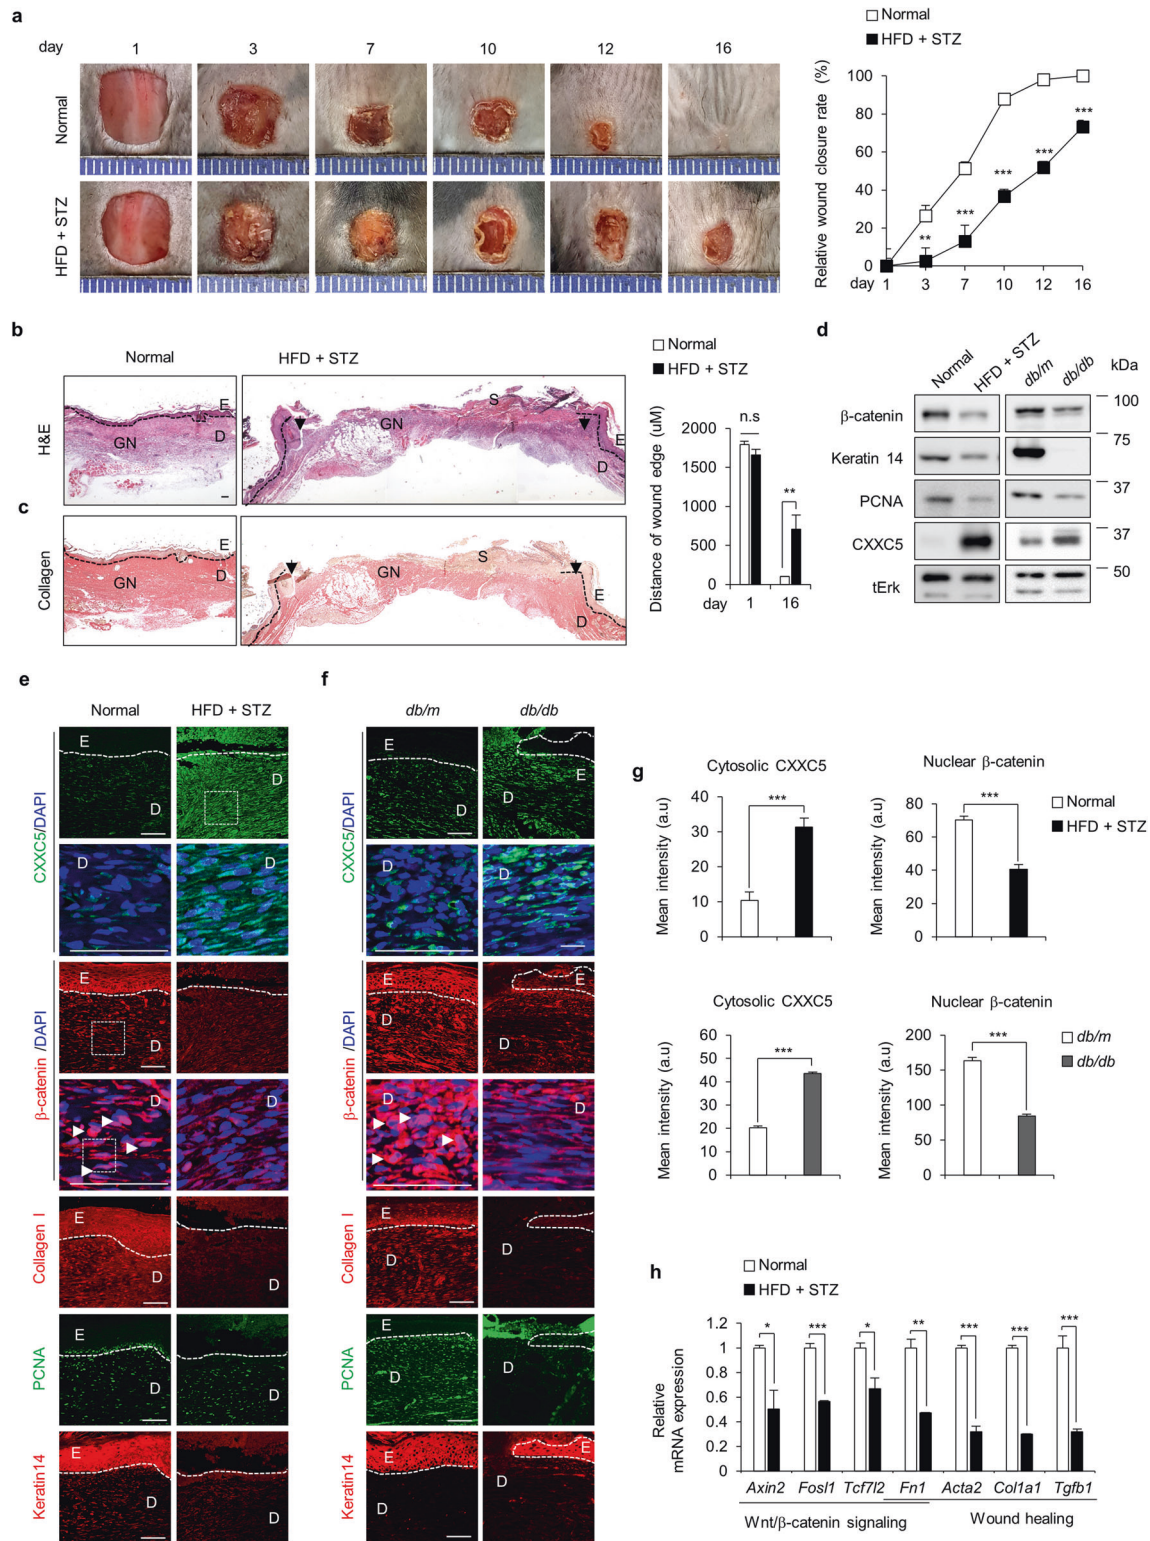 a
day 1 3 7 10 12 16
Normal
HFD + STZ
Normal
HFD + STZ
Relative wound closure rate (%)
100
80
60
40
20
0
**
***
***
***
***
day 1 3 7 10 12 16
b
Normal HFD + STZ
H&E
E
GN
D
GN
S
E
D
c
Collagen
E
GN
D
GN
S
E
D
Normal
HFD + STZ
Distance of wound edge (uM)
2000
1500
1000
500
0
n.s
**
day 1 16
d
Normal HFD + STZ db/m db/db kDa
β-catenin 100
Keratin 14 75
PCNA 37
CXXC5 37
tErk 50
e
Normal HFD + STZ
CXXC5/DAPI
E
D
D
D
D
β-catenin /DAPI
E
D
D
D
Collagen I
E
D
D
PCNA
E
D
D
Keratin14
E
D
D
f
db/m db/db
CXXC5/DAPI
E
D
E
D
D
β-catenin /DAPI
E
D
E
D
D
D
Collagen I
E
D
D
PCNA
E
D
D
Keratin14
E
D
E
D
g
Cytosolic CXXC5
Mean intensity (a.u)
40
30
20
10
0
***
Nuclear β-catenin
Mean intensity (a.u)
80
60
40
20
0
***
Normal
HFD + STZ
Cytosolic CXXC5
Mean intensity (a.u)
60
50
40
30
20
10
0
***
Nuclear β-catenin
Mean intensity (a.u)
200
150
100
50
0
***
db/m
db/db
h
Normal
HFD + STZ
Relative
mRNA expression
1.2
1
0.8
0.6
0.4
0.2
0
* *** * ** *** *** ***
Axin2 Fosl1 Tcf7l2 Fn1 Acta2 Col1a1 Tgfb1
Wnt/β-catenin signaling Wound healing